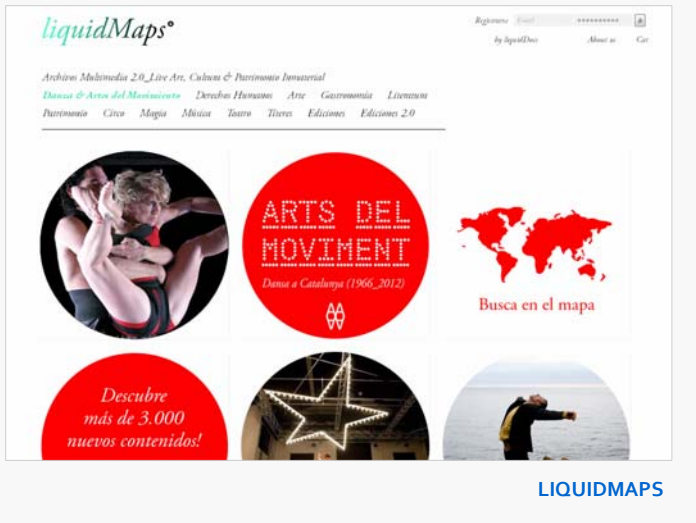 liquidMaps°
Registrarse E-mail ••••••••••
by liquidDocs About us Cat
Archivos Multimedia 2.0_Live Art, Cultura & Patrimonio Inmaterial
Danza & Artes del Movimiento Derechos Humanos Arte Gastronomía Literatura
Patrimonio Circo Magia Música Teatro Títeres Ediciones Ediciones 2.0
ARTS DEL
MOVIMENT
Dansa a Catalunya (1966_2012)
Busca en el mapa
Descubre
más de 3.000
nuevos contenidos!
LIQUIDMAPS